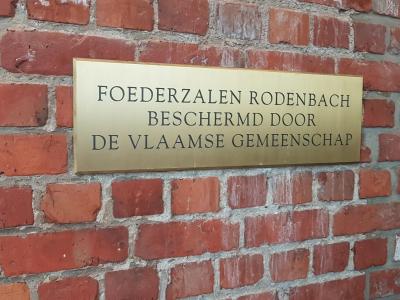 FOEDERZALEN RODENBACH
BESCHERMD DOOR
DE VLAAMSE GEMEENSCHAP